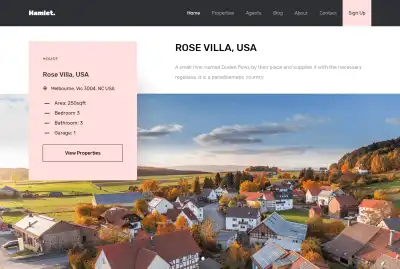 Hamlet.
Home Properties Agents Blog About Contact Sign Up
HOUSE
Rose Villa, USA
Melbourne, Vic 3004, NC USA
Area: 250sqft
Bedroom: 3
Bathroom: 3
Garage: 1
View Properties
ROSE VILLA, USA
A small river named Duden flows by their place and supplies it with the necessary
regelialia. It is a paradisematic country.